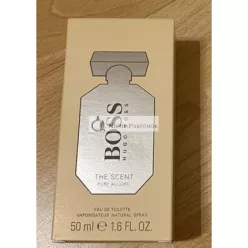 BOSS
HUGO BOSS
THE SCENT
PURE ACCORD
EAU DE TOILETTE
VAPORISATEUR NATURAL SPRAY
50 ml ℮ 1.6 FL. OZ.